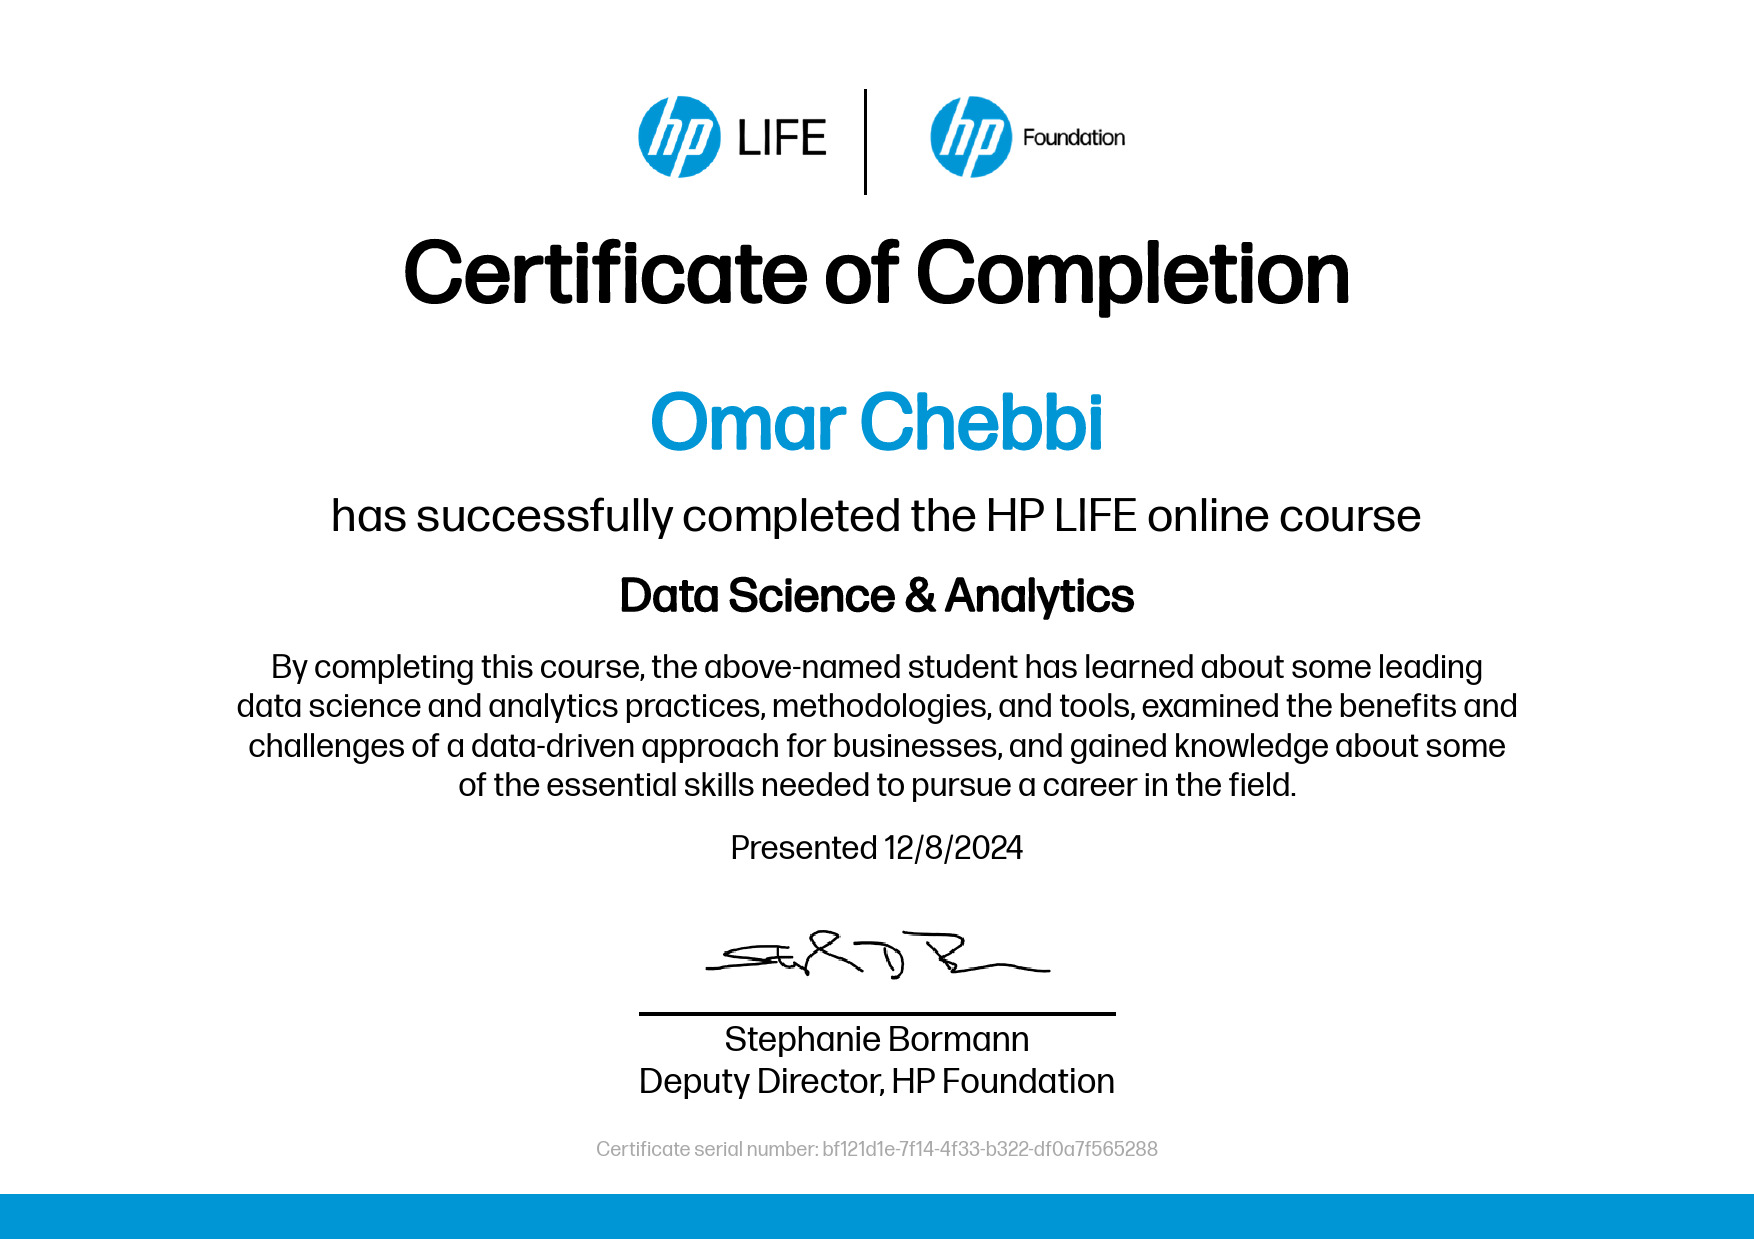 hp LIFE
hp Foundation
Certificate of Completion
Omar Chebbi
has successfully completed the HP LIFE online course
Data Science & Analytics
By completing this course, the above-named student has learned about some leading
data science and analytics practices, methodologies, and tools, examined the benefits and
challenges of a data-driven approach for businesses, and gained knowledge about some
of the essential skills needed to pursue a career in the field.
Presented 12/8/2024
Stephanie Bormann
Deputy Director, HP Foundation
Certificate serial number: bf121d1e-7f14-4f33-b322-df0a7f565288